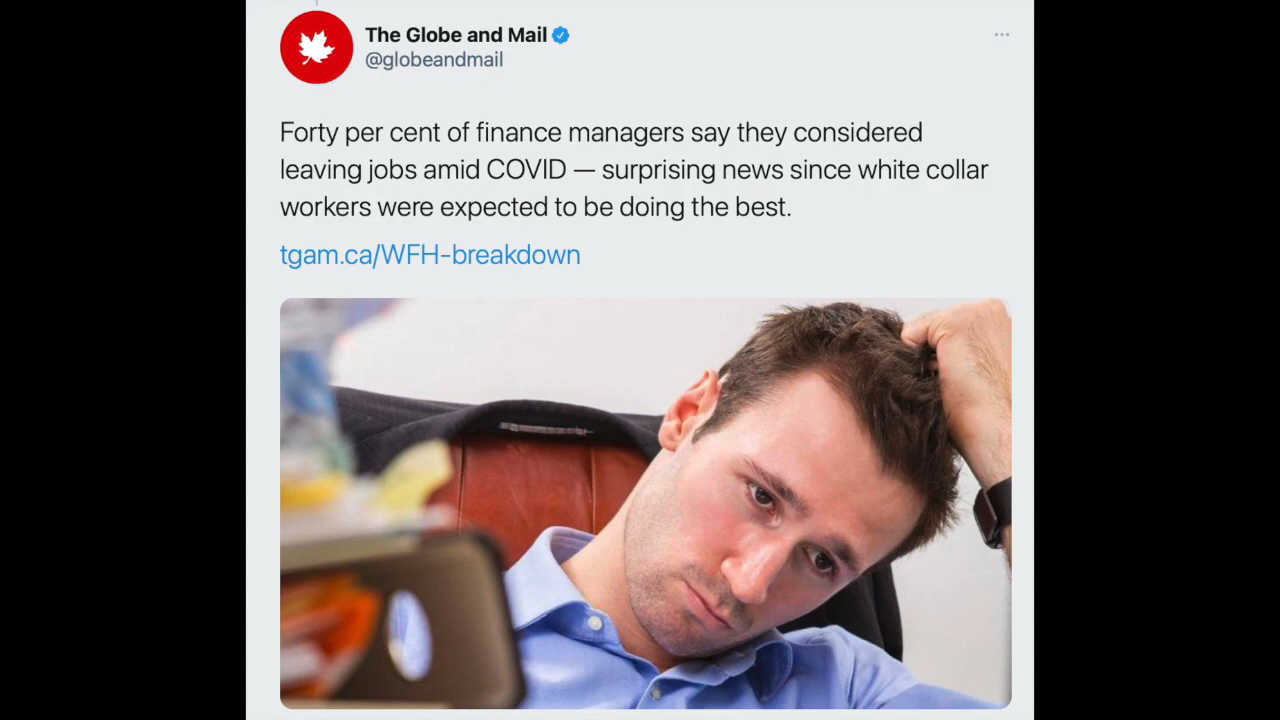 The Globe and Mail
@globeandmail
Forty per cent of finance managers say they considered
leaving jobs amid COVID — surprising news since white collar
workers were expected to be doing the best.
tgam.ca/WFH-breakdown